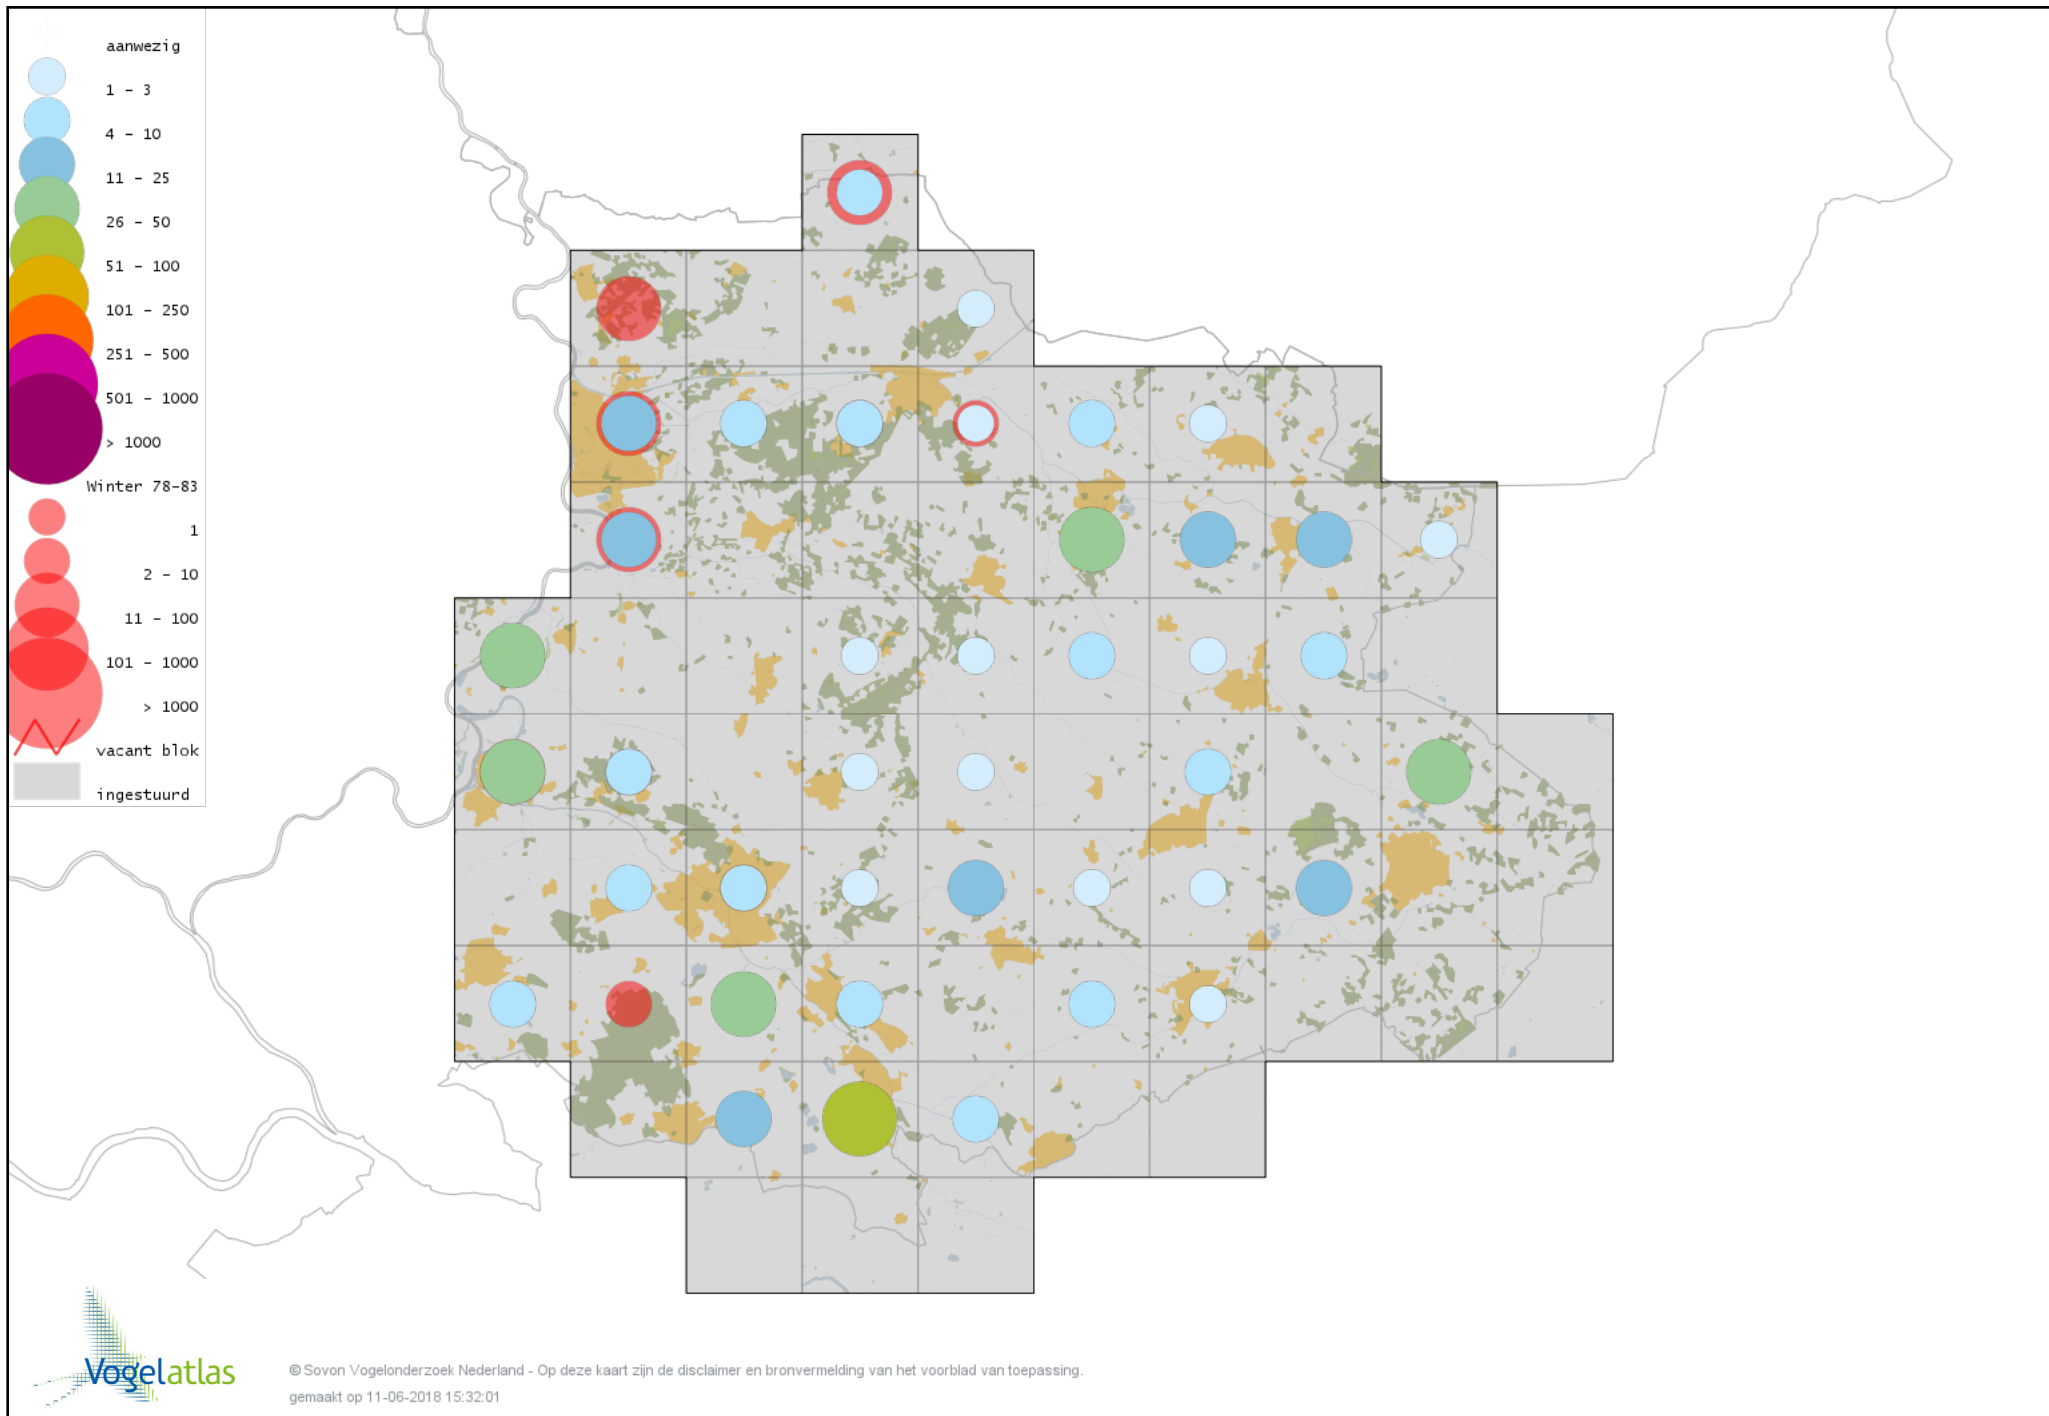 aanwezig
1 - 3
4 - 10
11 - 25
26 - 50
51 - 100
101 - 250
251 - 500
501 - 1000
> 1000
Winter 78-83
1
2 - 10
11 - 100
101 - 1000
> 1000
vacant blok
ingestuurd
Vogelatlas
© Sovon Vogelonderzoek Nederland - Op deze kaart zijn de disclaimer en bronvermelding van het voorblad van toepassing.
gemaakt op 11-06-2018 15:32:01